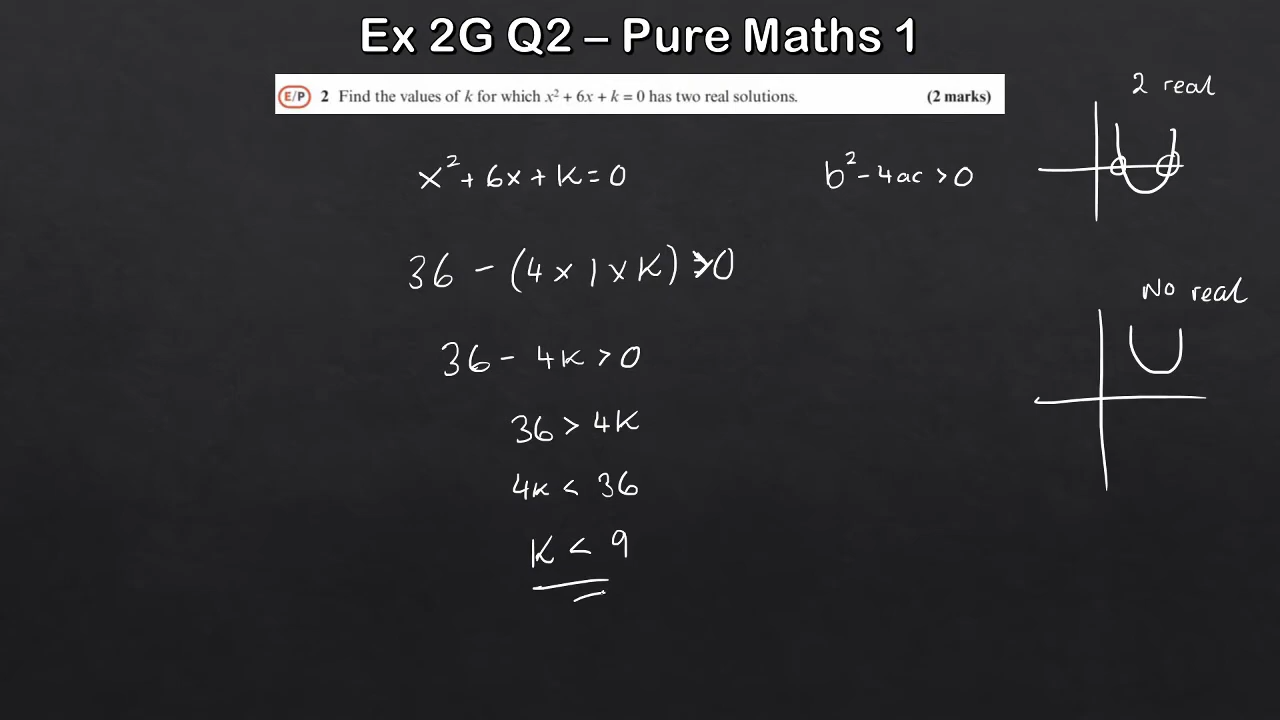 Ex 2G Q2 – Pure Maths 1
E/P 2 Find the values of k for which x² + 6x + k = 0 has two real solutions. (2 marks)
2 real
x² + 6x + k = 0
b² - 4ac > 0
36 - (4 × 1 × k) > 0
No real
36 - 4k > 0
36 > 4k
4k < 36
k < 9